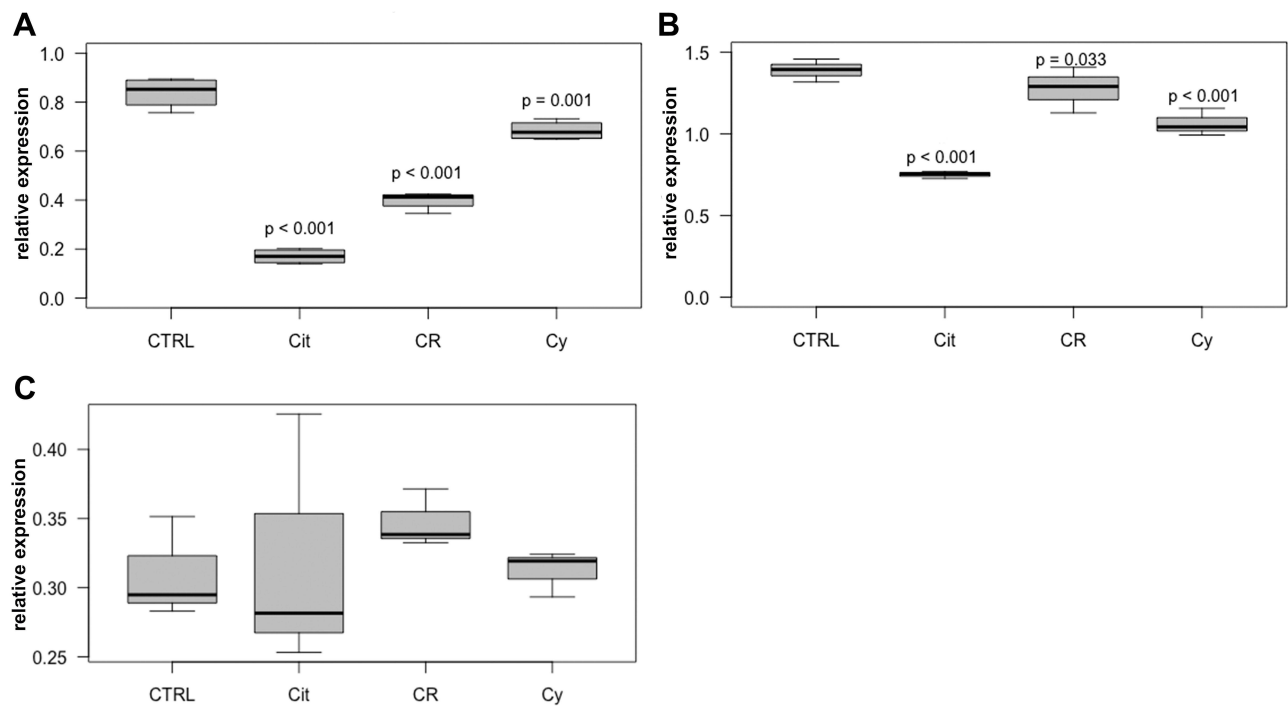 A
relative expression
1.0
0.8
0.6
0.4
0.2
0.0
p < 0.001
p < 0.001
p = 0.001
CTRL Cit CR Cy
B
relative expression
1.5
1.0
0.5
0.0
p < 0.001
p = 0.033
p < 0.001
CTRL Cit CR Cy
C
relative expression
0.40
0.35
0.30
0.25
CTRL Cit CR Cy